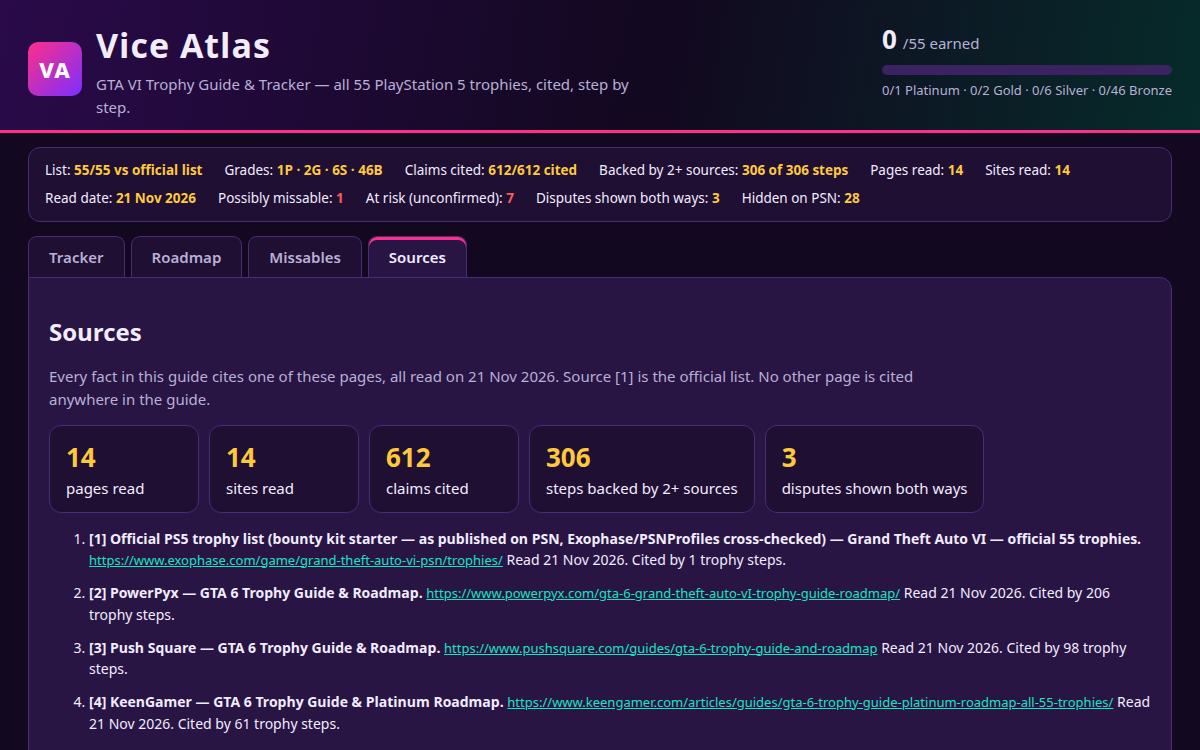 VA
Vice Atlas
GTA VI Trophy Guide & Tracker — all 55 PlayStation 5 trophies, cited, step by
step.
0 /55 earned
0/1 Platinum · 0/2 Gold · 0/6 Silver · 0/46 Bronze
List: 55/55 vs official list Grades: 1P · 2G · 6S · 46B Claims cited: 612/612 cited Backed by 2+ sources: 306 of 306 steps Pages read: 14 Sites read: 14
Read date: 21 Nov 2026 Possibly missable: 1 At risk (unconfirmed): 7 Disputes shown both ways: 3 Hidden on PSN: 28
Tracker Roadmap Missables Sources
Sources
Every fact in this guide cites one of these pages, all read on 21 Nov 2026. Source [1] is the official list. No other page is cited
anywhere in the guide.
14
pages read
14
sites read
612
claims cited
306
steps backed by 2+ sources
3
disputes shown both ways
1. [1] Official PS5 trophy list (bounty kit starter — as published on PSN, Exophase/PSNProfiles cross-checked) — Grand Theft Auto VI — official 55 trophies.
https://www.exophase.com/game/grand-theft-auto-vi-psn/trophies/ Read 21 Nov 2026. Cited by 1 trophy steps.
2. [2] PowerPyx — GTA 6 Trophy Guide & Roadmap. https://www.powerpyx.com/gta-6-grand-theft-auto-vI-trophy-guide-roadmap/ Read 21 Nov 2026. Cited by 206
trophy steps.
3. [3] Push Square — GTA 6 Trophy Guide & Roadmap. https://www.pushsquare.com/guides/gta-6-trophy-guide-and-roadmap Read 21 Nov 2026. Cited by 98 trophy
steps.
4. [4] KeenGamer — GTA 6 Trophy Guide & Platinum Roadmap. https://www.keengamer.com/articles/guides/gta-6-trophy-guide-platinum-roadmap-all-55-trophies/ Read
21 Nov 2026. Cited by 61 trophy steps.